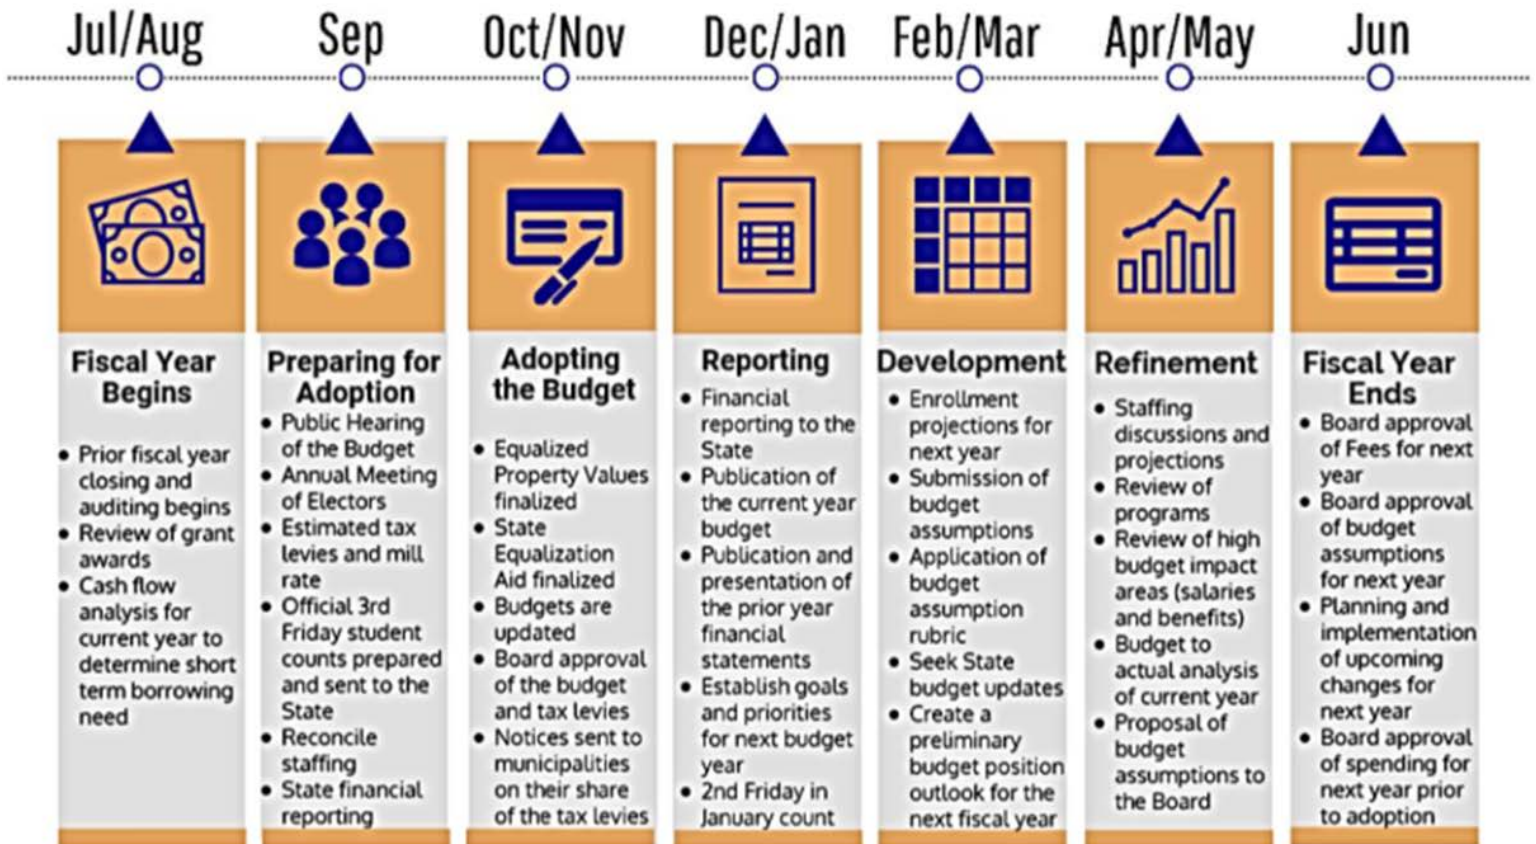 Jul/Aug
Sep
Oct/Nov
Dec/Jan
Feb/Mar
Apr/May
Jun
Fiscal Year
Begins
• Prior fiscal year
closing and
auditing begins
• Review of grant
awards
• Cash flow
analysis for
current year to
determine short
term borrowing
need
Preparing for
Adoption
• Public Hearing
of the Budget
• Annual Meeting
of Electors
• Estimated tax
levies and mill
rate
• Official 3rd
Friday student
counts prepared
and sent to the
State
• Reconcile
staffing
• State financial
reporting
Adopting
the Budget
• Equalized
Property Values
finalized
• State
Equalization
Aid finalized
• Budgets are
updated
• Board approval
of the budget
and tax levies
• Notices sent to
municipalities
on their share
of the tax levies
Reporting
• Financial
reporting to the
State
• Publication of
the current year
budget
• Publication and
presentation of
the prior year
financial
statements
• Establish goals
and priorities
for next budget
year
• 2nd Friday in
January count
Development
• Enrollment
projections for
next year
• Submission of
budget
assumptions
• Application of
budget
assumption
rubric
• Seek State
budget updates
• Create a
preliminary
budget position
outlook for the
next fiscal year
Refinement
• Staffing
discussions and
projections
• Review of
programs
• Review of high
budget impact
areas (salaries
and benefits)
• Budget to
actual analysis
of current year
• Proposal of
budget
assumptions to
the Board
Fiscal Year
Ends
• Board approval
of Fees for next
year
• Board approval
of budget
assumptions
for next year
• Planning and
implementation
of upcoming
changes for
next year
• Board approval
of spending for
next year prior
to adoption